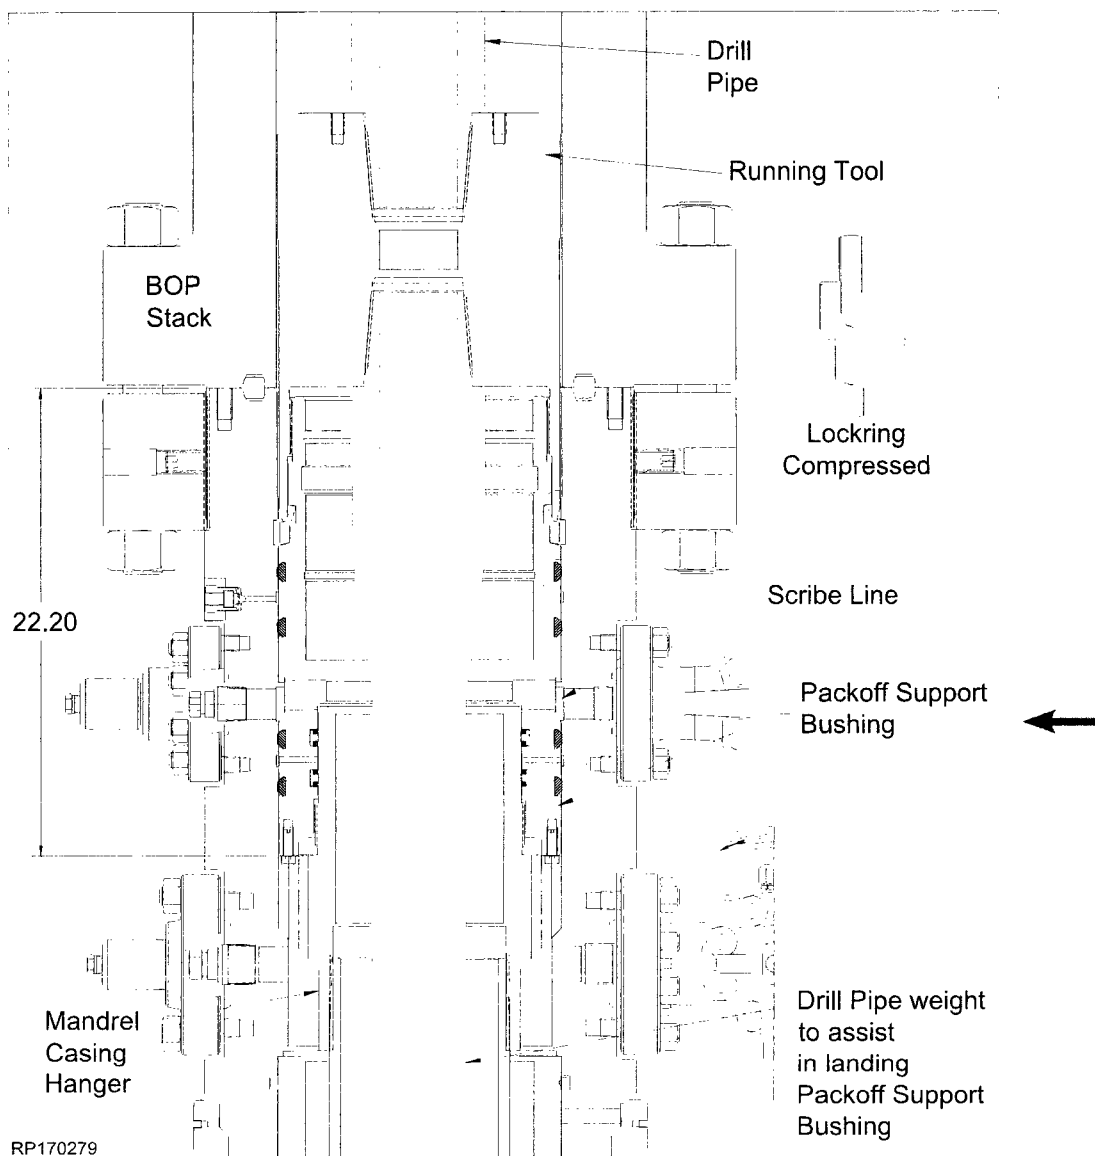 Drill
Pipe
Running Tool
BOP
Stack
Lockring
Compressed
22.20
Scribe Line
Packoff Support
Bushing
Mandrel
Casing
Hanger
Drill Pipe weight
to assist
in landing
Packoff Support
Bushing
RP170279